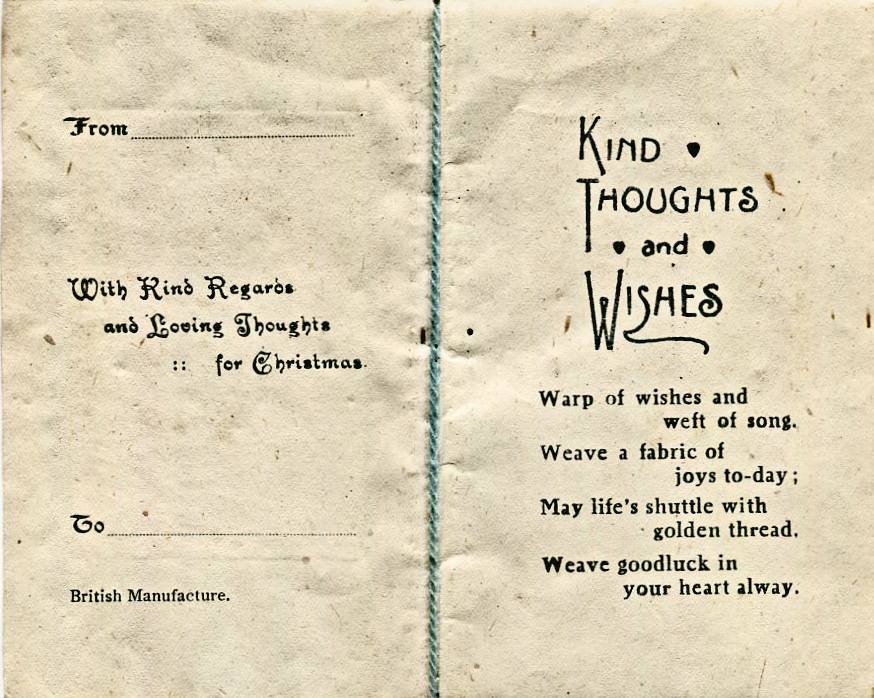 From
With Kind Regards
and Loving Thoughts
:: for Christmas.
To
British Manufacture.
KIND
THOUGHTS
and
WISHES
Warp of wishes and
weft of song.
Weave a fabric of
joys to-day;
May life's shuttle with
golden thread.
Weave goodluck in
your heart alway.